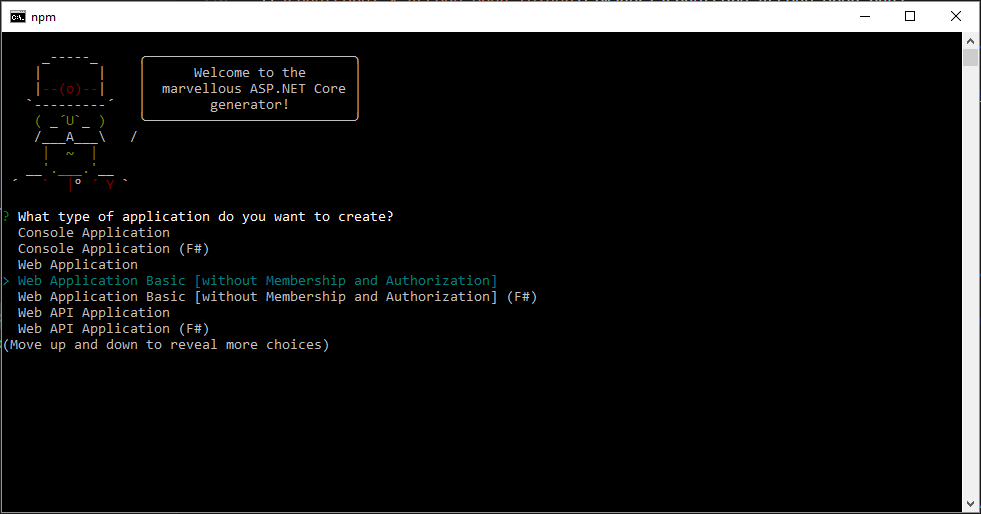 npm
Welcome to the
marvellous ASP.NET Core
generator!
? What type of application do you want to create?
Console Application
Console Application (F#)
Web Application
> Web Application Basic [without Membership and Authorization]
Web Application Basic [without Membership and Authorization] (F#)
Web API Application
Web API Application (F#)
(Move up and down to reveal more choices)